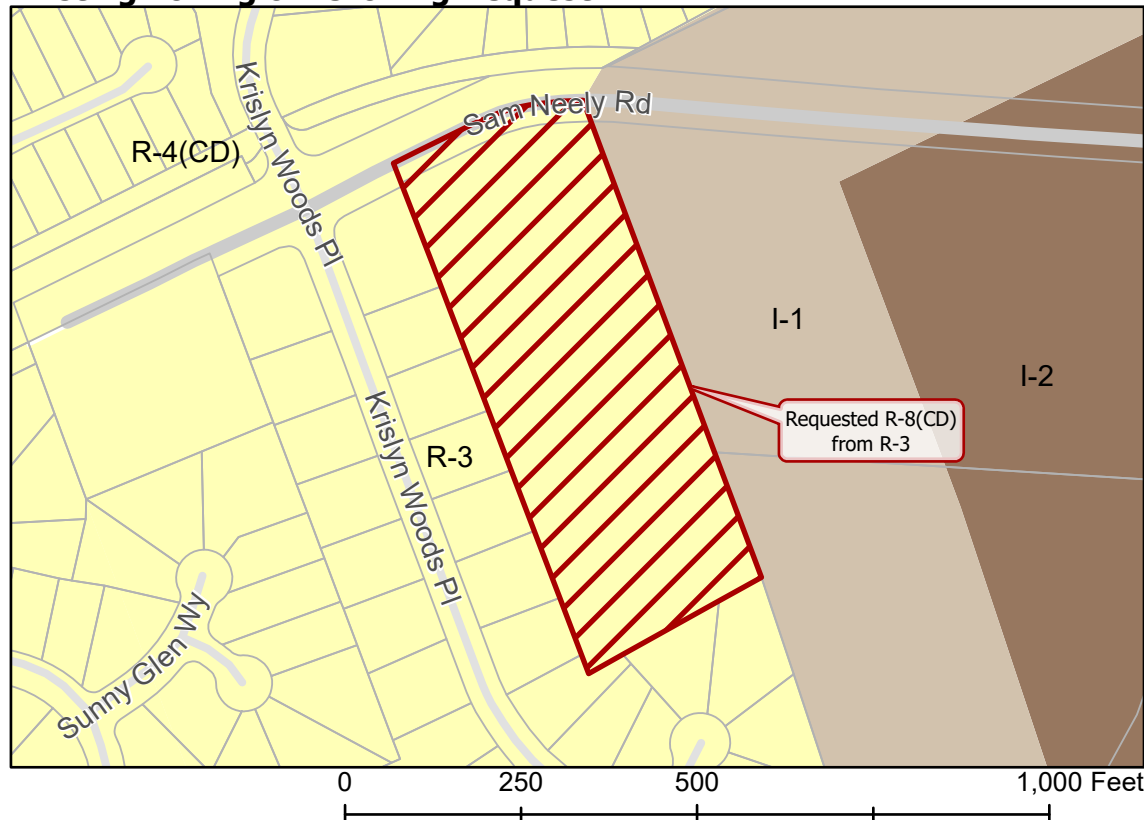 Krislyn Woods Pl
Sam Neely Rd
R-4(CD)
I-1
I-2
Requested R-8(CD)
from R-3
R-3
Krislyn Woods Pl
Sunny Glen Wy
0 250 500 1,000 Feet